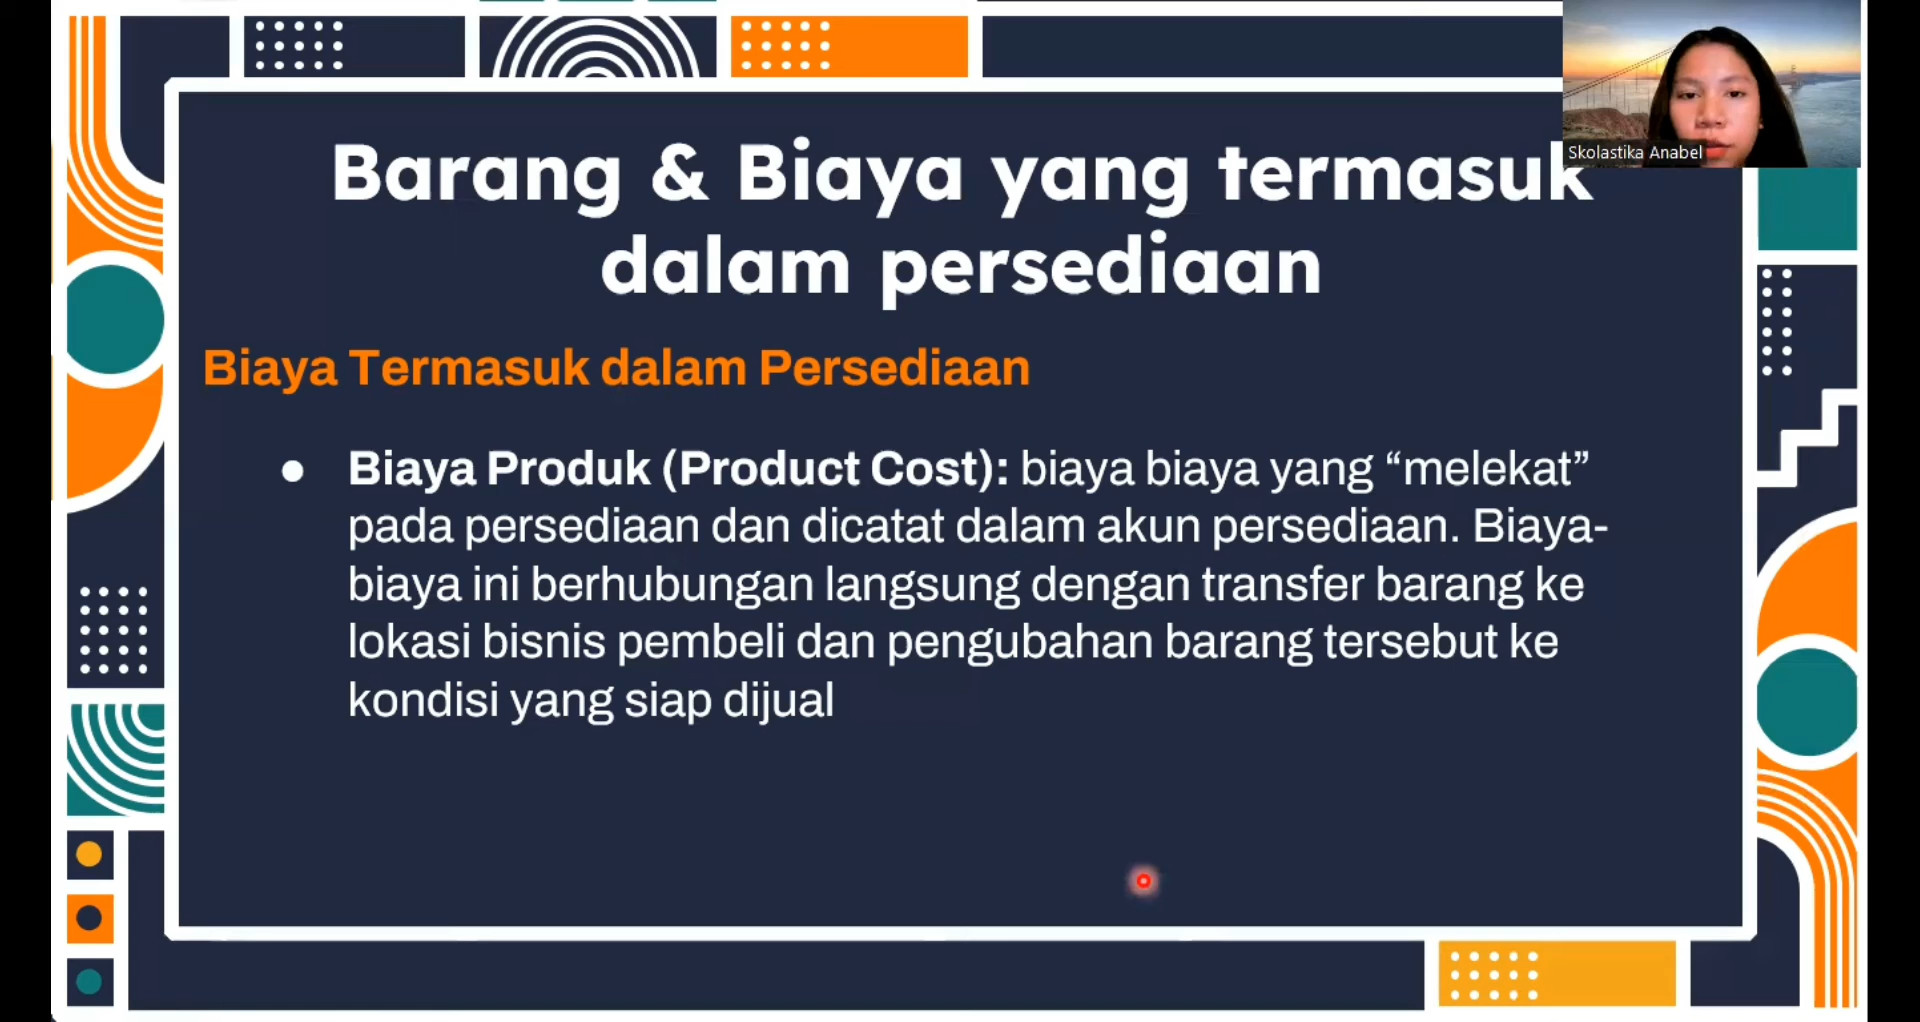 Barang & Biaya yang termasuk
dalam persediaan
Skolastika Anabel
Biaya Termasuk dalam Persediaan
● Biaya Produk (Product Cost): biaya biaya yang “melekat”
pada persediaan dan dicatat dalam akun persediaan. Biaya-
biaya ini berhubungan langsung dengan transfer barang ke
lokasi bisnis pembeli dan pengubahan barang tersebut ke
kondisi yang siap dijual